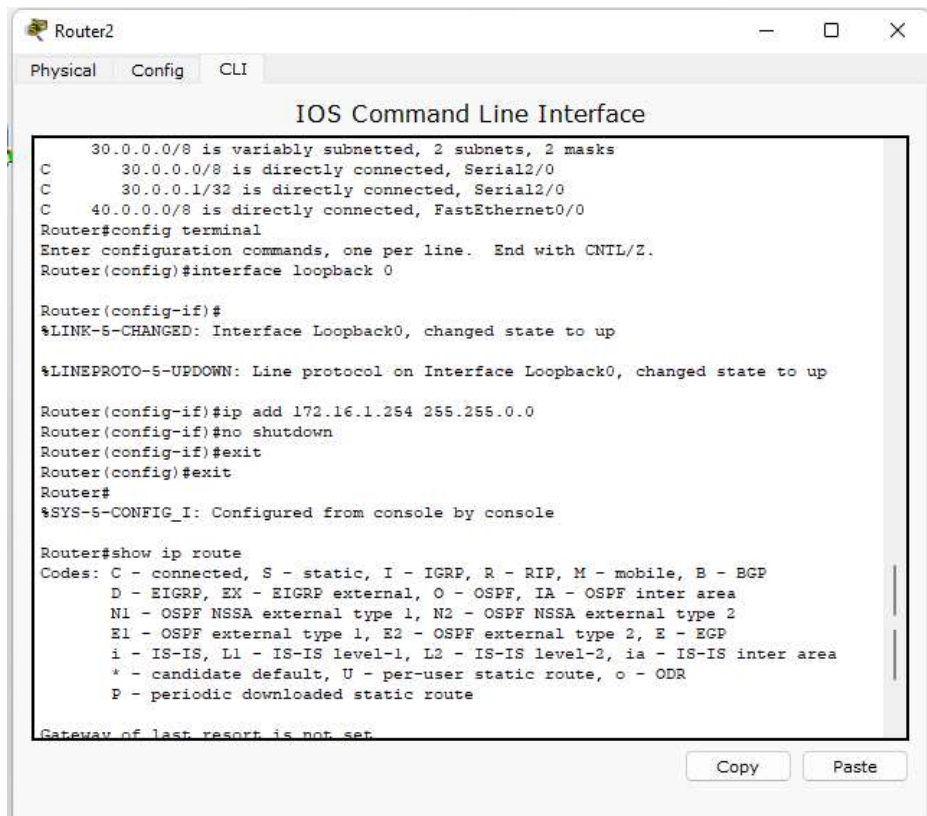 Router2
Physical Config CLI
IOS Command Line Interface
30.0.0.0/8 is variably subnetted, 2 subnets, 2 masks
C 30.0.0.0/8 is directly connected, Serial2/0
C 30.0.0.1/32 is directly connected, Serial2/0
C 40.0.0.0/8 is directly connected, FastEthernet0/0
Router#config terminal
Enter configuration commands, one per line. End with CNTL/Z.
Router(config)#interface loopback 0
Router(config-if)#
%LINK-5-CHANGED: Interface Loopback0, changed state to up
%LINEPROTO-5-UPDOWN: Line protocol on Interface Loopback0, changed state to up
Router(config-if)#ip add 172.16.1.254 255.255.0.0
Router(config-if)#no shutdown
Router(config-if)#exit
Router(config)#exit
Router#
%SYS-5-CONFIG_I: Configured from console by console
Router#show ip route
Codes: C - connected, S - static, I - IGRP, R - RIP, M - mobile, B - BGP
D - EIGRP, EX - EIGRP external, O - OSPF, IA - OSPF inter area
N1 - OSPF NSSA external type 1, N2 - OSPF NSSA external type 2
E1 - OSPF external type 1, E2 - OSPF external type 2, E - EGP
i - IS-IS, L1 - IS-IS level-1, L2 - IS-IS level-2, ia - IS-IS inter area
* - candidate default, U - per-user static route, o - ODR
P - periodic downloaded static route
Gateway of last resort is not set
Copy Paste